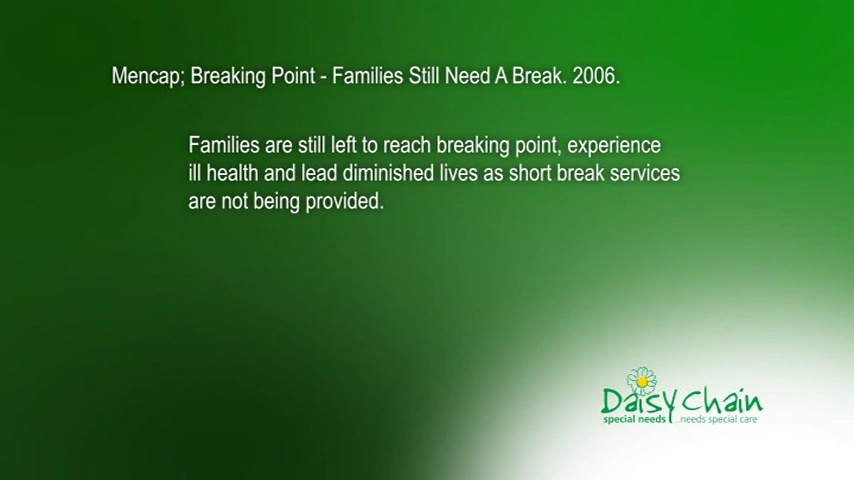 Mencap; Breaking Point - Families Still Need A Break. 2006.
Families are still left to reach breaking point, experience
ill health and lead diminished lives as short break services
are not being provided.
Daisy Chain
special needs ..needs special care